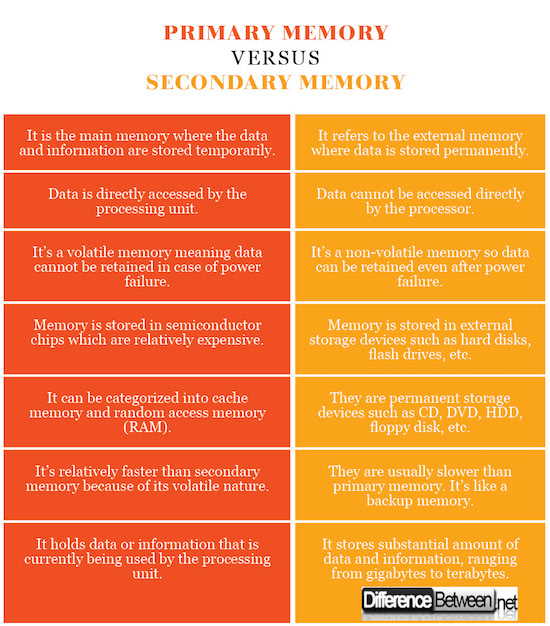 PRIMARY MEMORY
VERSUS
SECONDARY MEMORY
It is the main memory where the data
and information are stored temporarily.
It refers to the external memory
where data is stored permanently.
Data is directly accessed by the
processing unit.
Data cannot be accessed directly
by the processor.
It's a volatile memory meaning data
cannot be retained in case of power
failure.
It's a non-volatile memory so data
can be retained even after power
failure.
Memory is stored in semiconductor
chips which are relatively expensive.
Memory is stored in external
storage devices such as hard disks,
flash drives, etc.
It can be categorized into cache
memory and random access memory
(RAM).
They are permanent storage
devices such as CD, DVD, HDD,
floppy disk, etc.
It's relatively faster than secondary
memory because of its volatile nature.
They are usually slower than
primary memory. It's like a
backup memory.
It holds data or information that is
currently being used by the processing
unit.
It stores substantial amount of
data and information, ranging
from gigabytes to terabytes.
DifferenceBetween.net